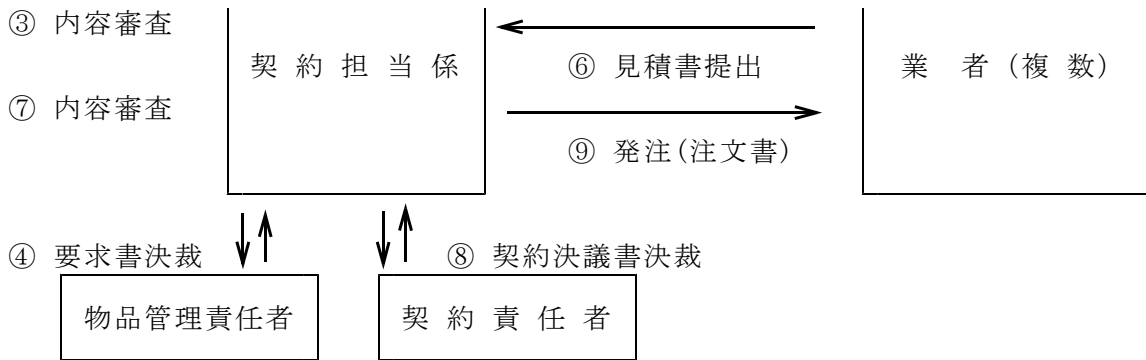 ③ 内容審査
契 約 担 当 係
⑥ 見積書提出
業　者(複 数)
⑦ 内容審査
⑨ 発注(注文書)
④ 要求書決裁
⑧ 契約決議書決裁
物品管理責任者
契 約 責 任 者